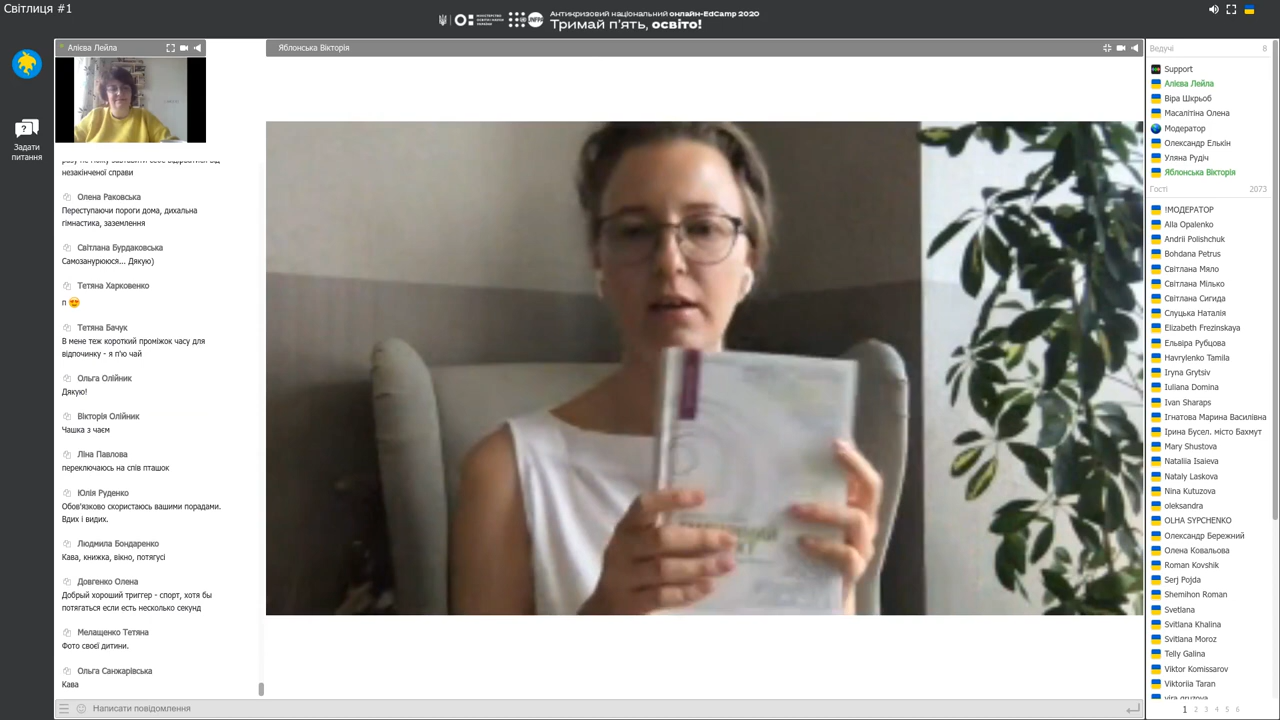 Світлиця #1
МІНІСТЕРСТВО
ОСВІТИ І НАУКИ
УКРАЇНИ
Антикризовий національний онлайн-EdCamp 2020
Тримай п'ять, освіто!
Задати
питання
Алієва Лейла
незакінченої справи
Олена Раковська
Переступаючи пороги дома, дихальна
гімнастика, заземлення
Світлана Бурдаковська
Самозанурююся... Дякую)
Тетяна Харковенко
п
Тетяна Бачук
В мене теж короткий проміжок часу для
відпочинку - я п'ю чай
Ольга Олійник
Дякую!
Вікторія Олійник
Чашка з чаєм
Ліна Павлова
переключаюсь на спів пташок
Юлія Руденко
Обов'язково скористаюсь вашими порадами.
Вдих і видих.
Людмила Бондаренко
Кава, книжка, вікно, потягусі
Довгенко Олена
Добрый хороший триггер - спорт, хотя бы
потягаться если есть несколько секунд
Мелащенко Тетяна
Фото своєї дитини.
Ольга Санжарівська
Кава
Написати повідомлення
Яблонська Вікторія
Ведучі 8
Support
Алієва Лейла
Віра Шкрьоб
Масалітіна Олена
Модератор
Олександр Елькін
Уляна Рудіч
Яблонська Вікторія
Гості 2073
!МОДЕРАТОР
Alla Opalenko
Andrii Polishchuk
Bohdana Petrus
Світлана Мяло
Світлана Мілько
Світлана Сигида
Слуцька Наталія
Elizabeth Frezinskaya
Ельвіра Рубцова
Havrylenko Tamila
Iryna Grytsiv
Iuliana Domina
Ivan Sharaps
Ігнатова Марина Василівна
Ірина Бусел. місто Бахмут
Mary Shustova
Nataliia Isaieva
Nataly Laskova
Nina Kutuzova
oleksandra
OLHA SYPCHENKO
Олександр Бережний
Олена Ковальова
Roman Kovshik
Serj Pojda
Shemihon Roman
Svetlana
Svitlana Khalina
Svitlana Moroz
Telly Galina
Viktor Komissarov
Viktoriia Taran
vira gruzova
1 2 3 4 5 6